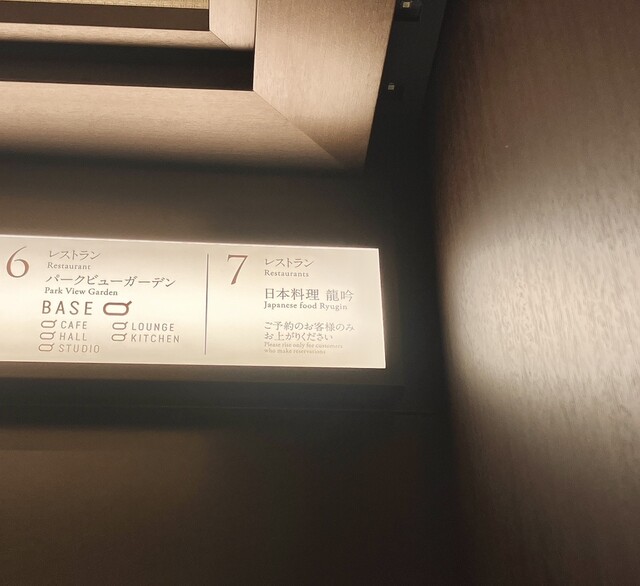 6
レストラン
Restaurant
パークビューガーデン
Park View Garden
BASE Q
Q CAFE
Q LOUNGE
Q HALL
Q KITCHEN
Q STUDIO
7
レストラン
Restaurants
日本料理 龍吟
Japanese food Ryugin
ご予約のお客様のみ
お上がりください
Please rise only for customers
who make reservations